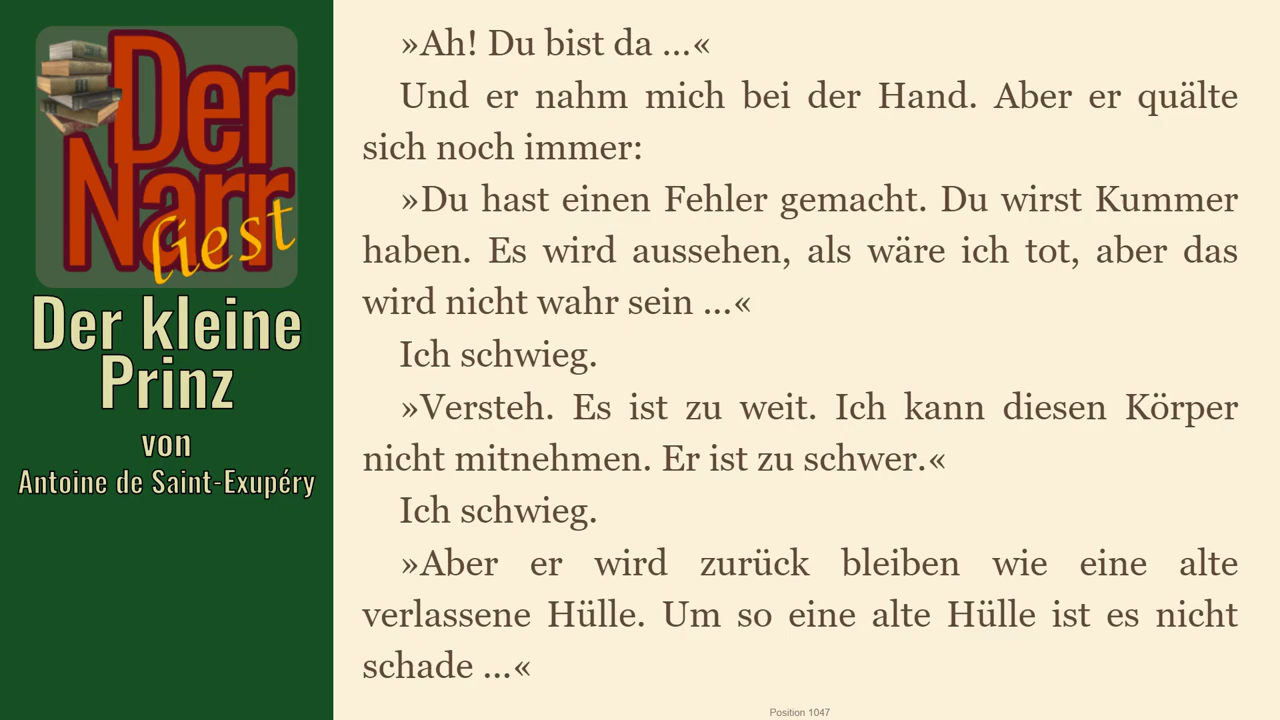 Der
Narr
liest
Der kleine
Prinz
von
Antoine de Saint-Exupéry
»Ah! Du bist da ...«
Und er nahm mich bei der Hand. Aber er quälte
sich noch immer:
»Du hast einen Fehler gemacht. Du wirst Kummer
haben. Es wird aussehen, als wäre ich tot, aber das
wird nicht wahr sein ...«
Ich schwieg.
»Versteh. Es ist zu weit. Ich kann diesen Körper
nicht mitnehmen. Er ist zu schwer.«
Ich schwieg.
»Aber er wird zurück bleiben wie eine alte
verlassene Hülle. Um so eine alte Hülle ist es nicht
schade ...«
Position 1047